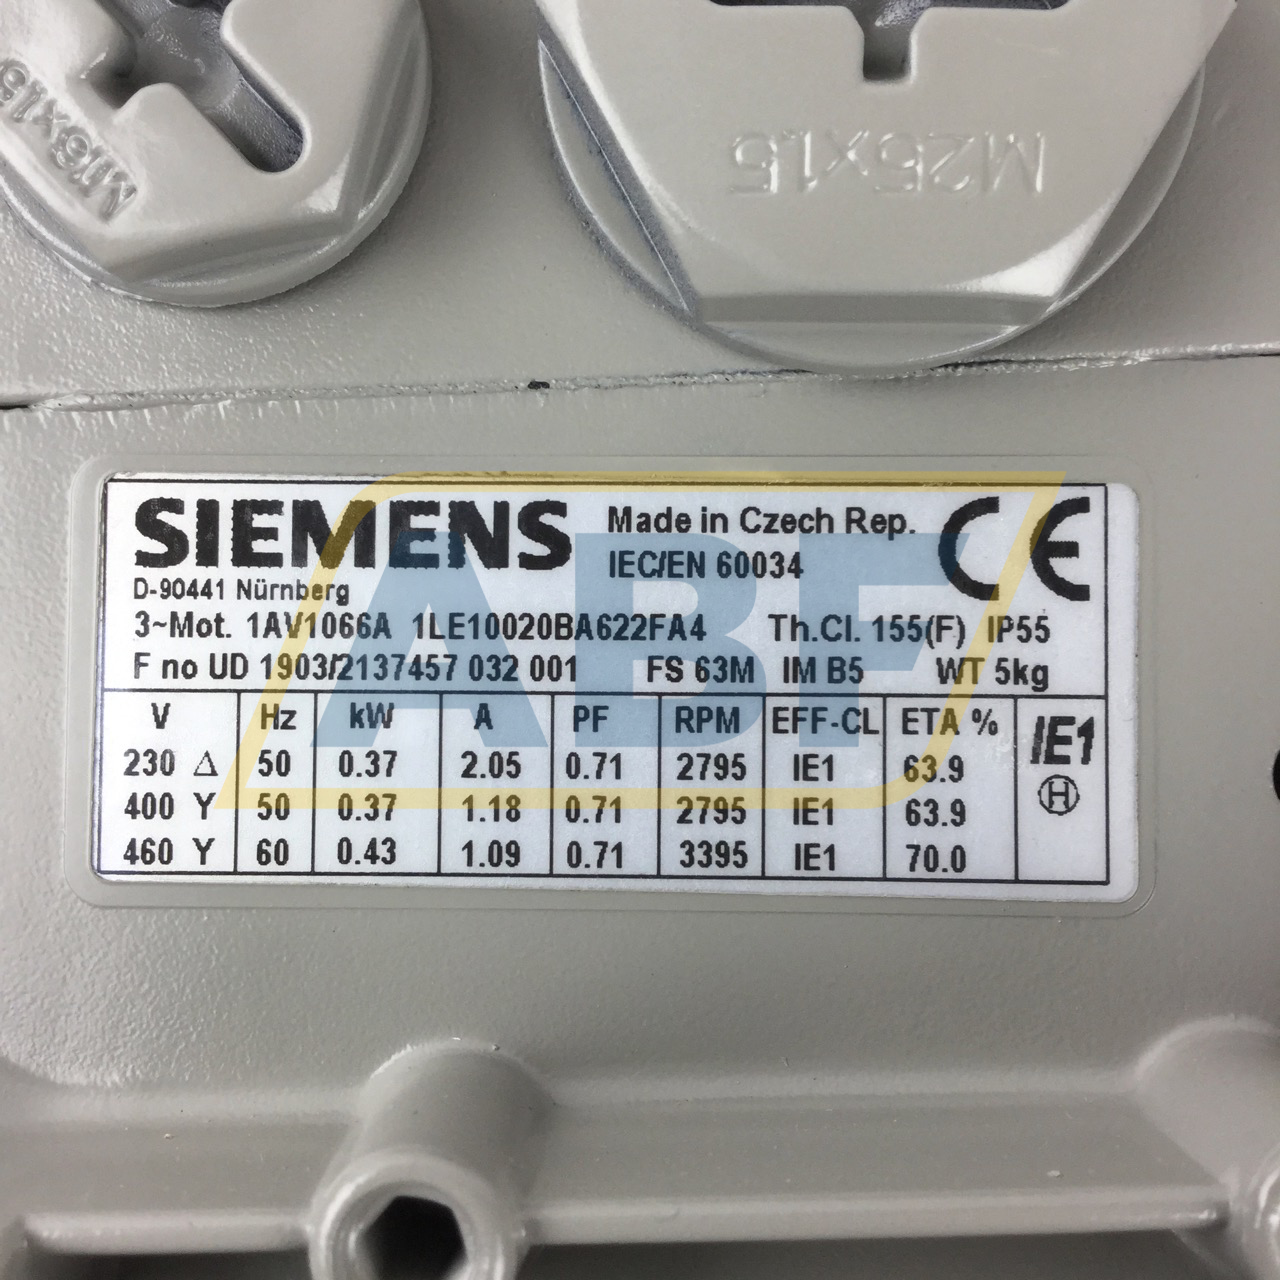 M16x1.5
M25x1.5
SIEMENS Made in Czech Rep. CE
IEC/EN 60034
D-90441 Nürnberg
3~Mot. 1AV1066A 1LE10020BA622FA4 Th.Cl. 155(F) IP55
F no UD 1903/2137457 032 001 FS 63M IM B5 WT 5kg
V Hz kW A PF RPM EFF-CL ETA % IE1
230 Δ 50 0.37 2.05 0.71 2795 IE1 63.9
400 Y 50 0.37 1.18 0.71 2795 IE1 63.9
460 Y 60 0.43 1.09 0.71 3395 IE1 70.0
H
ABF